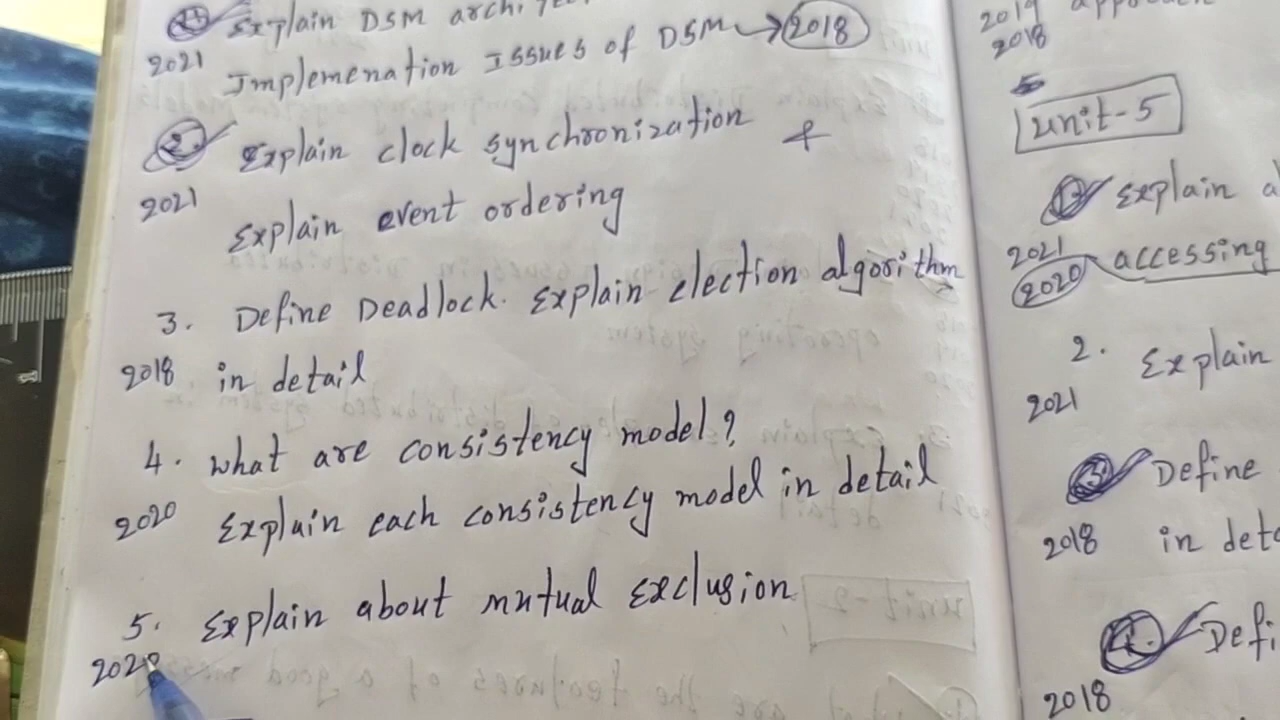 Explain DSM
2021
Implemenation Issues of DSM → 2018
2. Explain clock synchronization &
2021
Explain event ordering
3. Define Deadlock. Explain election algorithm
2018 in detail
4. what are consistency model?
2020 Explain each consistency model in detail
5. Explain about mutual Exclusion
2020
2019
2018
unit-5
1. Explain
2021
2020 accessing
2. Explain
2021
3. Define
2018 in
4.
2018